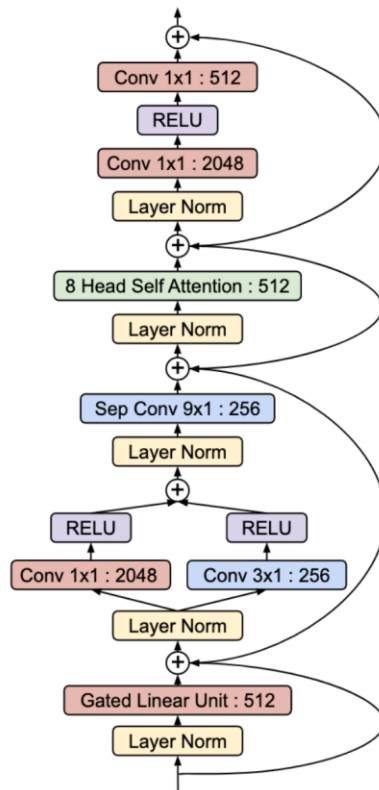 Conv 1x1 : 512
RELU
Conv 1x1 : 2048
Layer Norm
8 Head Self Attention : 512
Layer Norm
Sep Conv 9x1 : 256
Layer Norm
RELU RELU
Conv 1x1 : 2048 Conv 3x1 : 256
Layer Norm
Gated Linear Unit : 512
Layer Norm